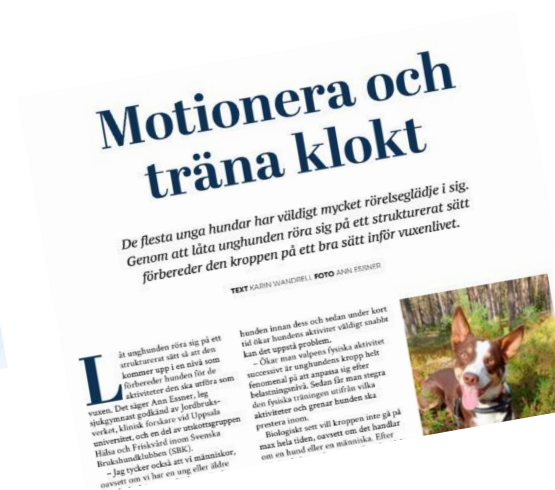 Motionera och
träna klokt
De flesta unga hundar har väldigt mycket rörelseglädje i sig.
Genom att låta unghunden röra sig på ett strukturerat sätt
förbereder den kroppen på ett bra sätt inför vuxenlivet.
TEXT KARIN WANDRELL FOTO ANN ESSNER
Låt unghunden röra sig på ett
strukturerat sätt så att den
kommer upp i en nivå som
förbereder hunden för de
aktiviteter den ska utföra som
vuxen. Det säger Ann Essner, leg
sjukgymnast godkänd av Jordbruks-
verket, klinisk forskare vid Uppsala
universitet, och en del av utskottsgruppen
Hälsa och Friskvård inom Svenska
Brukshundklubben (SBK).
– Jag tycker också att vi människor,
oavsett om vi har en ung eller äldre
hunden innan dess och sedan under kort
tid ökar hundens aktivitet väldigt snabbt
kan det uppstå problem.
– Ökar man valpens fysiska aktivitet
successivt är unghundens kropp helt
fenomenal på att anpassa sig efter
belastningsnivå. Sedan får man stegra
den fysiska träningen utifrån vilka
aktiviteter och grenar hunden ska
prestera inom.
Biologiskt sett vill kroppen inte gå på
max hela tiden, oavsett om det handlar
om en hund eller en människa. Efter